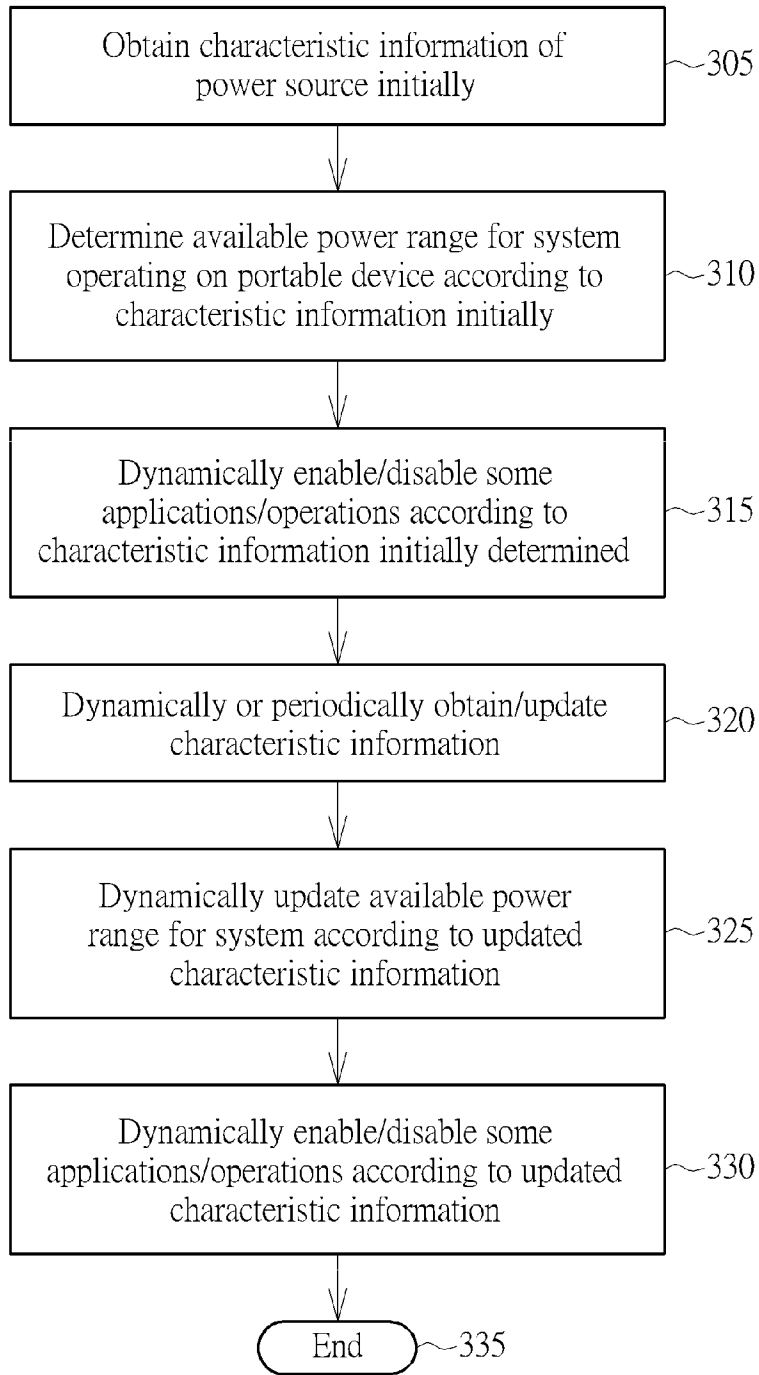 Obtain characteristic information of
power source initially
305
Determine available power range for system
operating on portable device according to
characteristic information initially
310
Dynamically enable/disable some
applications/operations according to
characteristic information initially determined
315
Dynamically or periodically obtain/update
characteristic information
320
Dynamically update available power
range for system according to updated
characteristic information
325
Dynamically enable/disable some
applications/operations according to updated
characteristic information
330
End
335